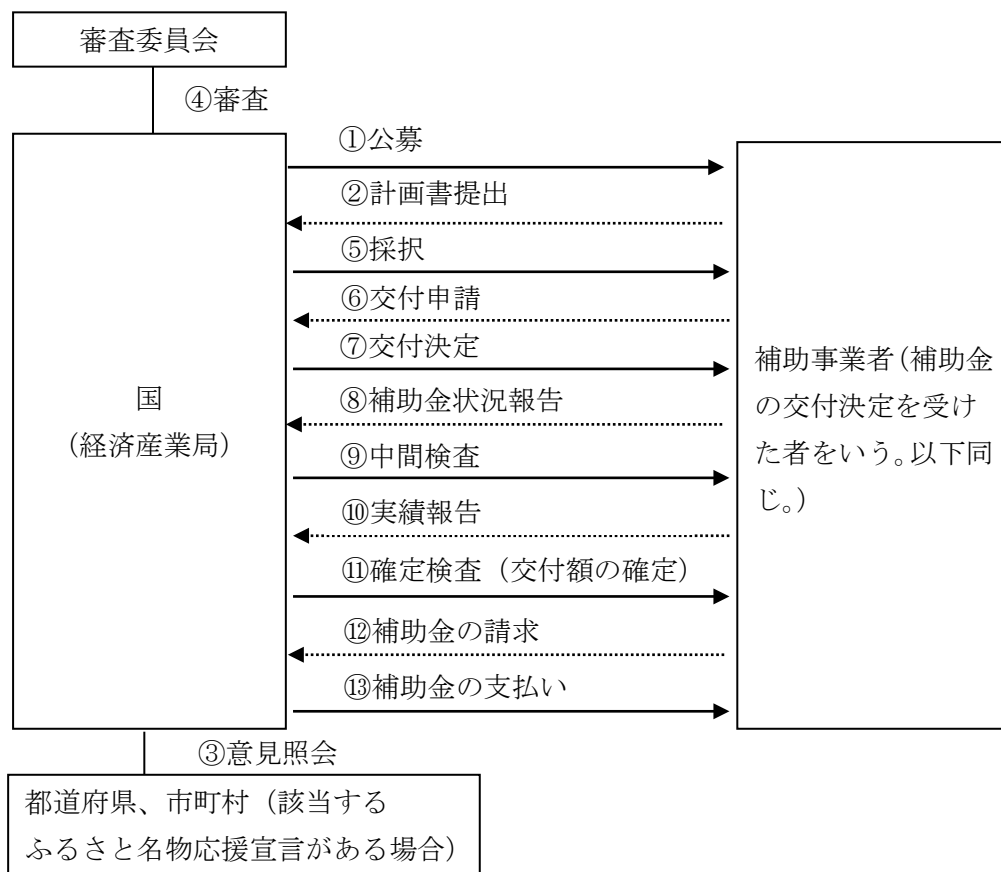 審査委員会
④審査
①公募
②計画書提出
⑤採択
⑥交付申請
⑦交付決定
⑧補助金状況報告
⑨中間検査
⑩実績報告
⑪確定検査（交付額の確定）
⑫補助金の請求
⑬補助金の支払い
国
（経済産業局）
補助事業者（補助金
の交付決定を受け
た者をいう。以下同
じ。）
③意見照会
都道府県、市町村（該当する
ふるさと名物応援宣言がある場合）